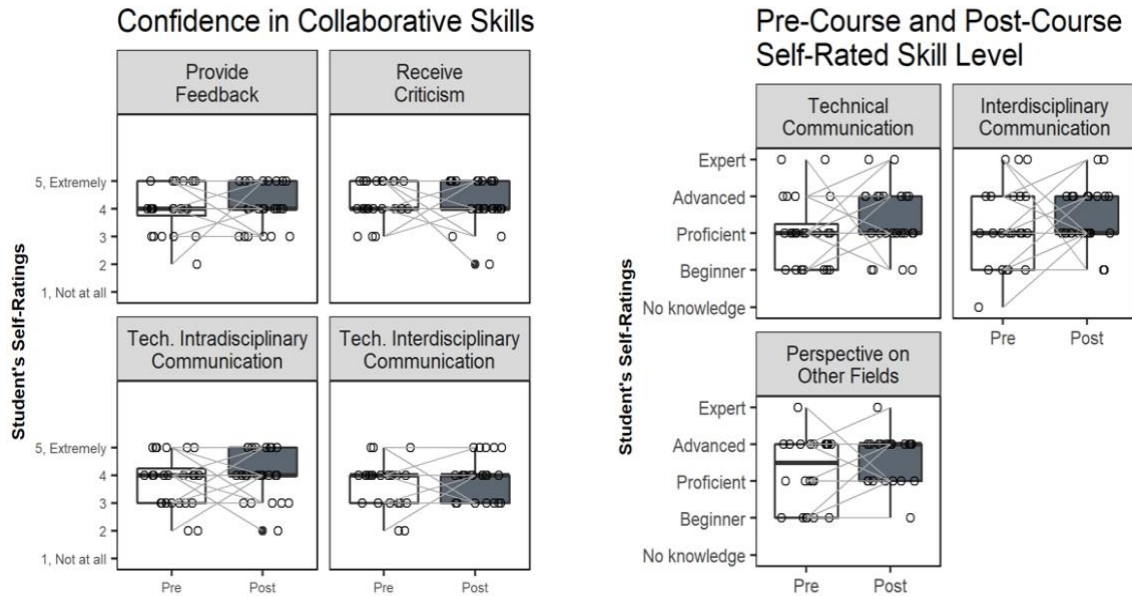 Confidence in Collaborative Skills
Provide
Feedback
Receive
Criticism
Student's Self-Ratings
5, Extremely
4
3
2
1, Not at all
Tech. Intradisciplinary
Communication
Tech. Interdisciplinary
Communication
5, Extremely
4
3
2
1, Not at all
Pre
Post
Pre
Post
Pre-Course and Post-Course
Self-Rated Skill Level
Technical
Communication
Interdisciplinary
Communication
Student's Self-Ratings
Expert
Advanced
Proficient
Beginner
No knowledge
Pre
Post
Perspective on
Other Fields
Expert
Advanced
Proficient
Beginner
No knowledge
Pre
Post